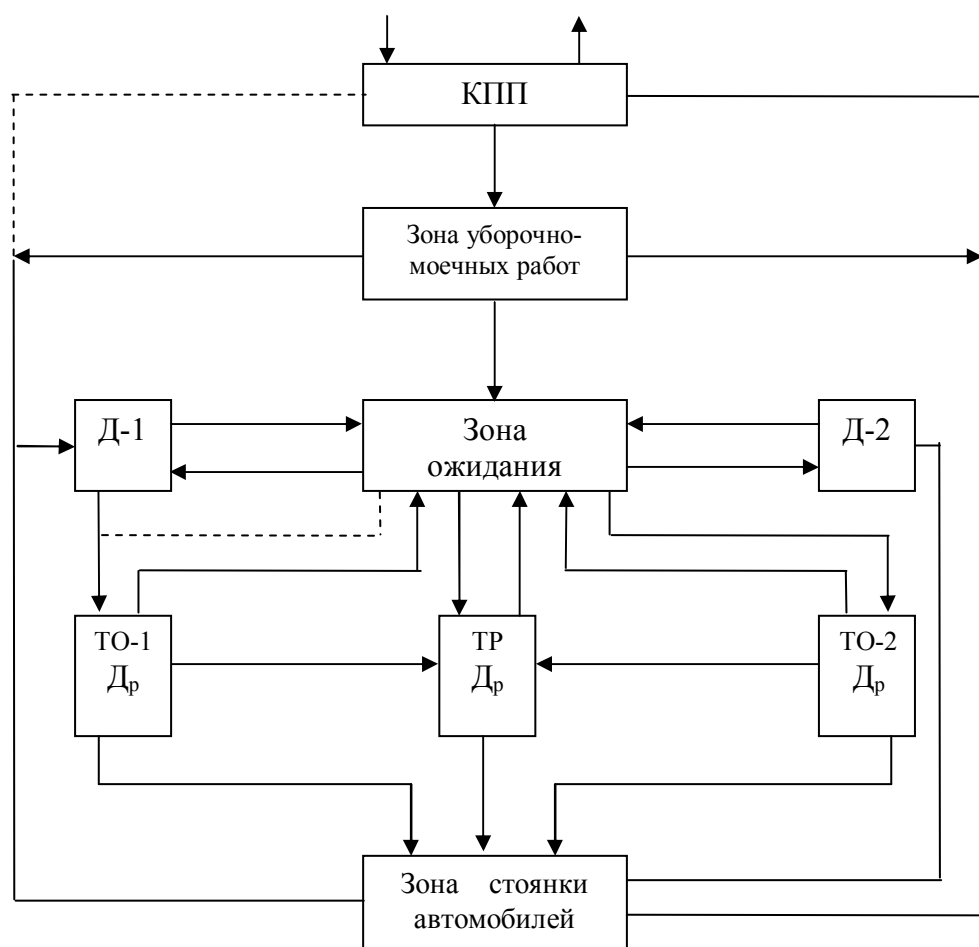 КПП
Зона уборочно-
моечных работ
Д-1
Зона
ожидания
Д-2
ТО-1
Др
ТР
Др
ТО-2
Др
Зона стоянки
автомобилей